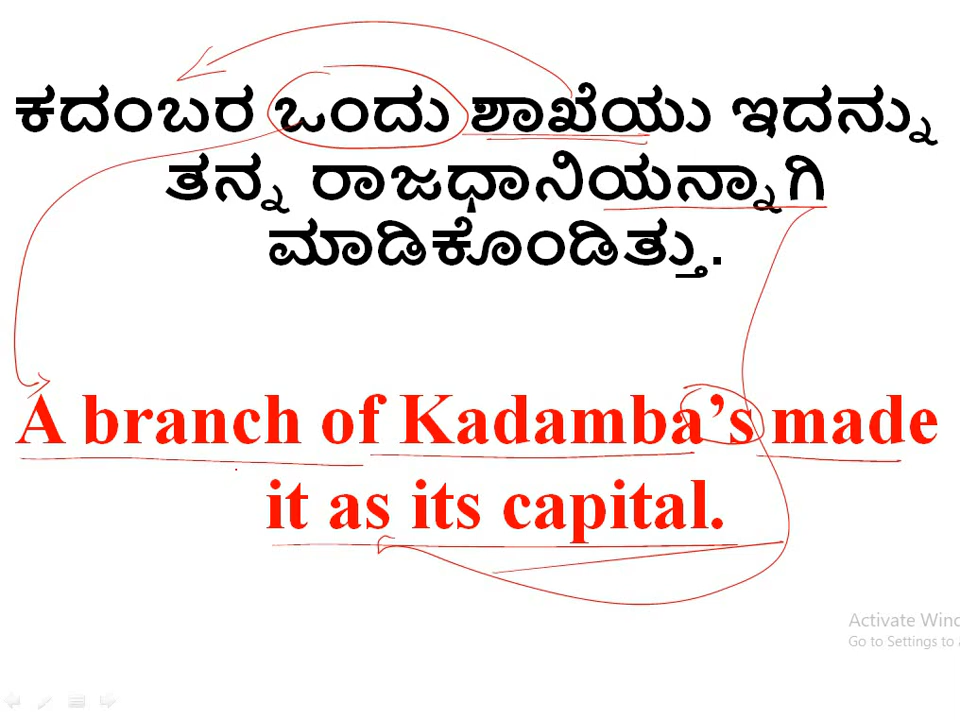 ಕದಂಬರ ಒಂದು ಶಾಖೆಯು ಇದನ್ನು
ತನ್ನ ರಾಜಧಾನಿಯನ್ನಾಗಿ
ಮಾಡಿಕೊಂಡಿತ್ತು.
A branch of Kadamba's made
it as its capital.
Activate Wind
Go to Settings to